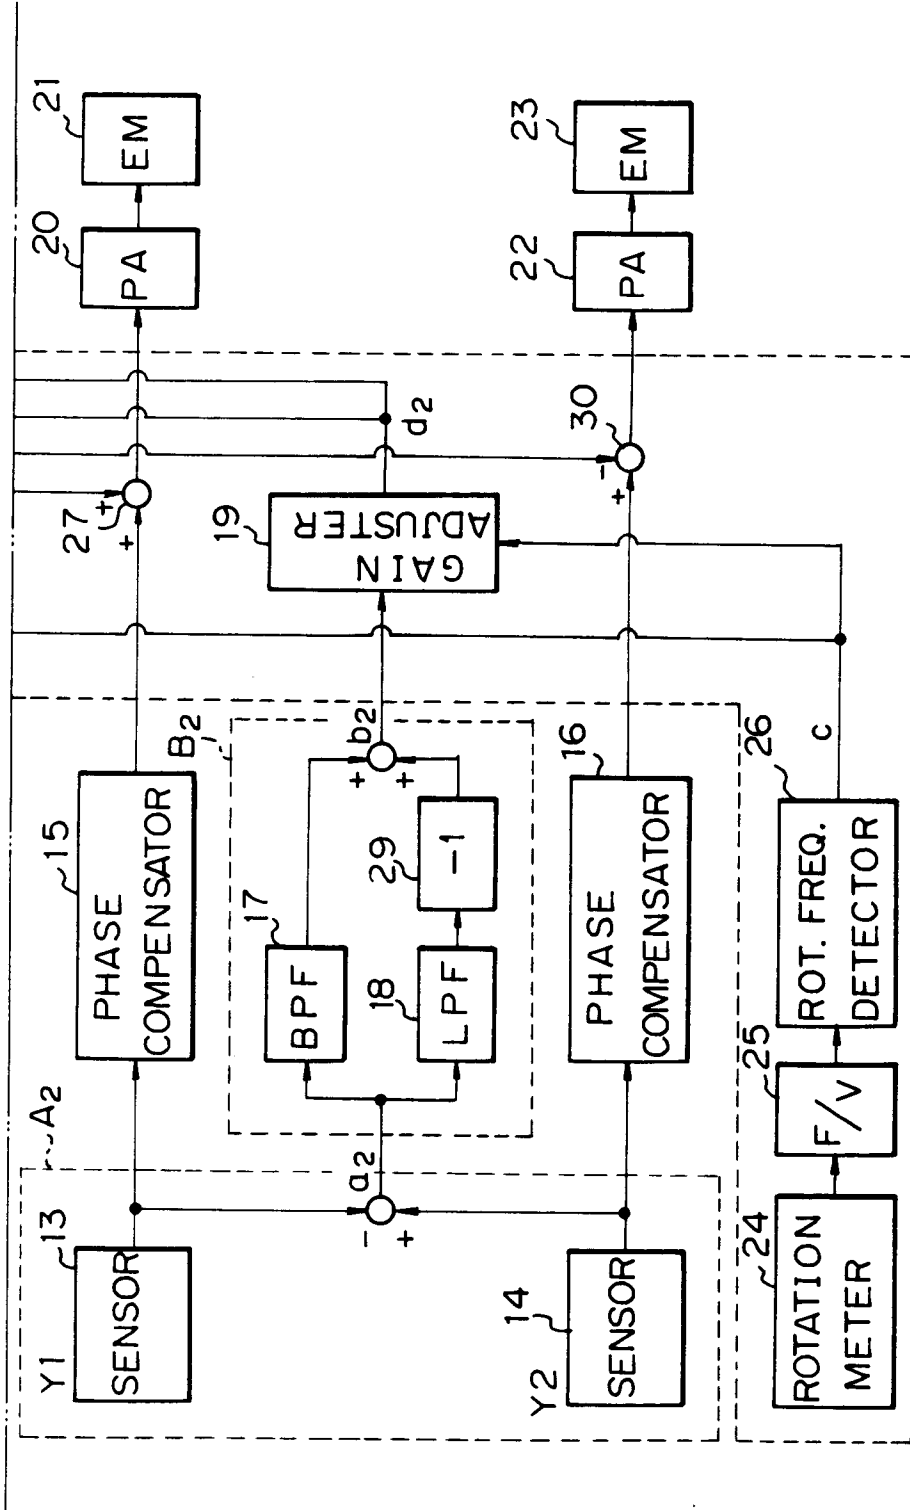 21
EM
20
PA
23
EM
22
PA
d2
30
-
+
27
+
+
19
GAIN
ADJUSTER
B2
b2
+
+
15
PHASE
COMPENSATOR
17
BPF
29
-1
18
LPF
16
PHASE
COMPENSATOR
c
26
ROT. FREQ.
DETECTOR
25
F/V
24
ROTATION
METER
A2
a2
-
+
Y1
13
SENSOR
Y2
14
SENSOR